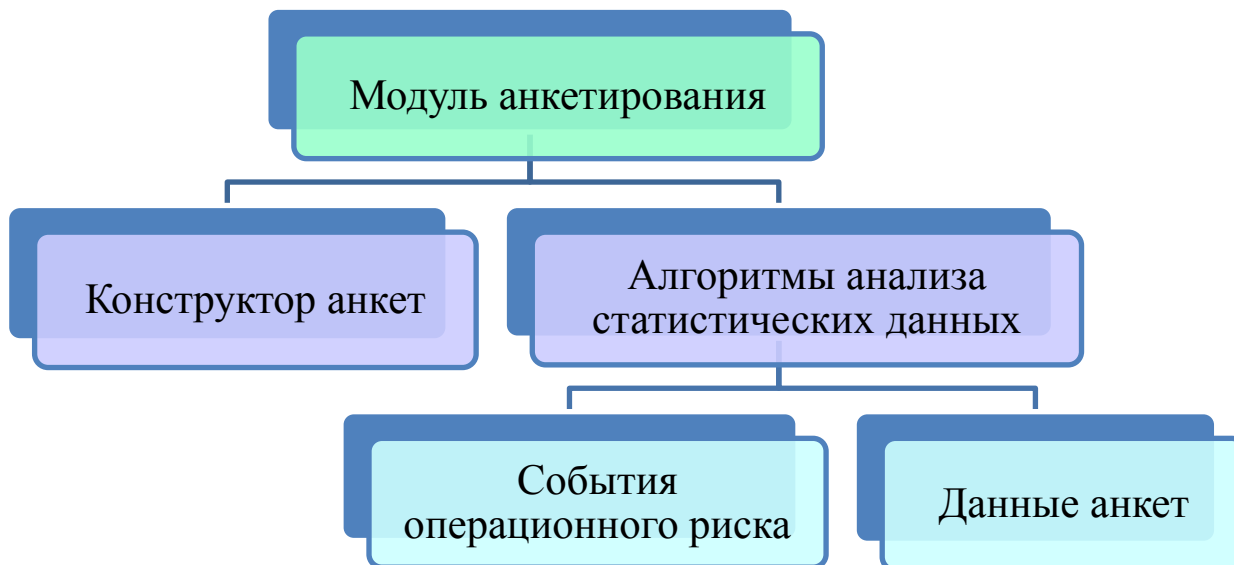 Модуль анкетирования
Конструктор анкет
Алгоритмы анализа
статистических данных
События
операционного риска
Данные анкет